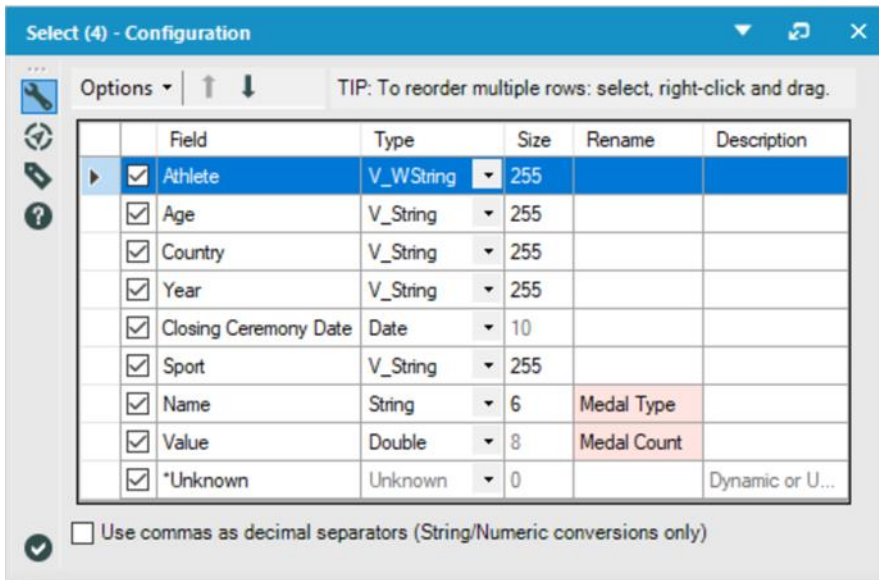 Select (4) - Configuration
Options TIP: To reorder multiple rows: select, right-click and drag.
Field Type Size Rename Description
Athlete V_WString 255
Age V_String 255
Country V_String 255
Year V_String 255
Closing Ceremony Date Date 10
Sport V_String 255
Name String 6 Medal Type
Value Double 8 Medal Count
*Unknown Unknown 0 Dynamic or U...
Use commas as decimal separators (String/Numeric conversions only)